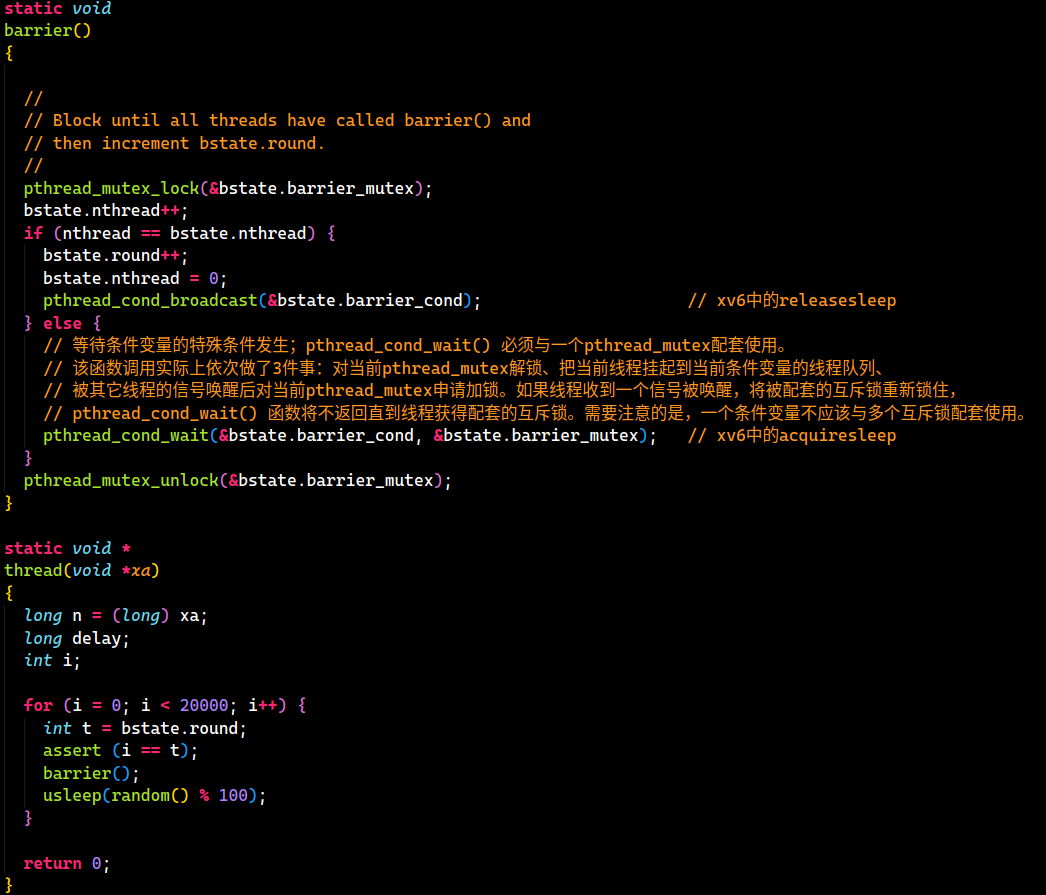 static void
barrier()
{
  //
  // Block until all threads have called barrier() and
  // then increment bstate.round.
  //
  pthread_mutex_lock(&bstate.barrier_mutex);
  bstate.nthread++;
  if (nthread == bstate.nthread) {
    bstate.round++;
    bstate.nthread = 0;
    pthread_cond_broadcast(&bstate.barrier_cond);                     // xv6中的releasesleep
  } else {
    // 等待条件变量的特殊条件发生；pthread_cond_wait() 必须与一个pthread_mutex配套使用。
    // 该函数调用实际上依次做了3件事：对当前pthread_mutex解锁、把当前线程挂起到当前条件变量的线程队列、
    // 被其它线程的信号唤醒后对当前pthread_mutex申请加锁。如果线程收到一个信号被唤醒，将被配套的互斥锁重新锁住，
    // pthread_cond_wait() 函数将不返回直到线程获得配套的互斥锁。需要注意的是，一个条件变量不应该与多个互斥锁配套使用。
    pthread_cond_wait(&bstate.barrier_cond, &bstate.barrier_mutex);   // xv6中的acquiresleep
  }
  pthread_mutex_unlock(&bstate.barrier_mutex);
}
static void *
thread(void *xa)
{
  long n = (long) xa;
  long delay;
  int i;
  for (i = 0; i < 20000; i++) {
    int t = bstate.round;
    assert (i == t);
    barrier();
    usleep(random() % 100);
  }
  return 0;
}